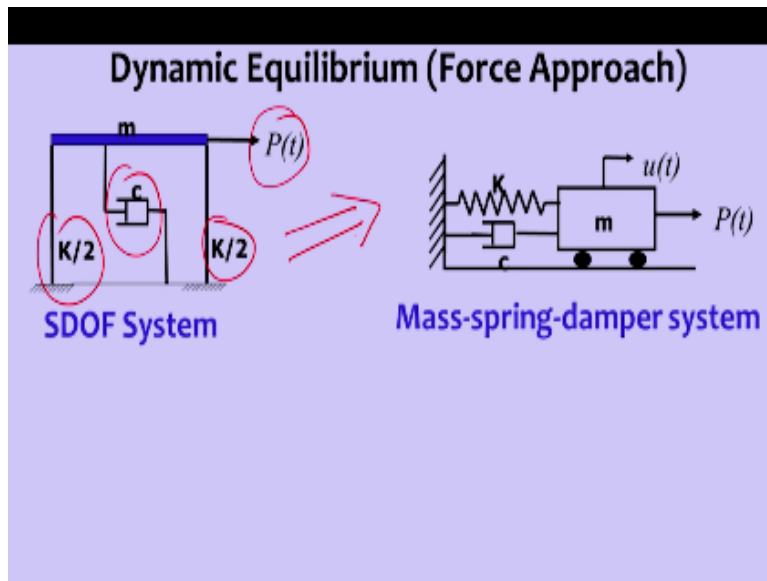 Dynamic Equilibrium (Force Approach)
m
P(t)
c
K/2
K/2
SDOF System
K
u(t)
m
P(t)
c
Mass-spring-damper system